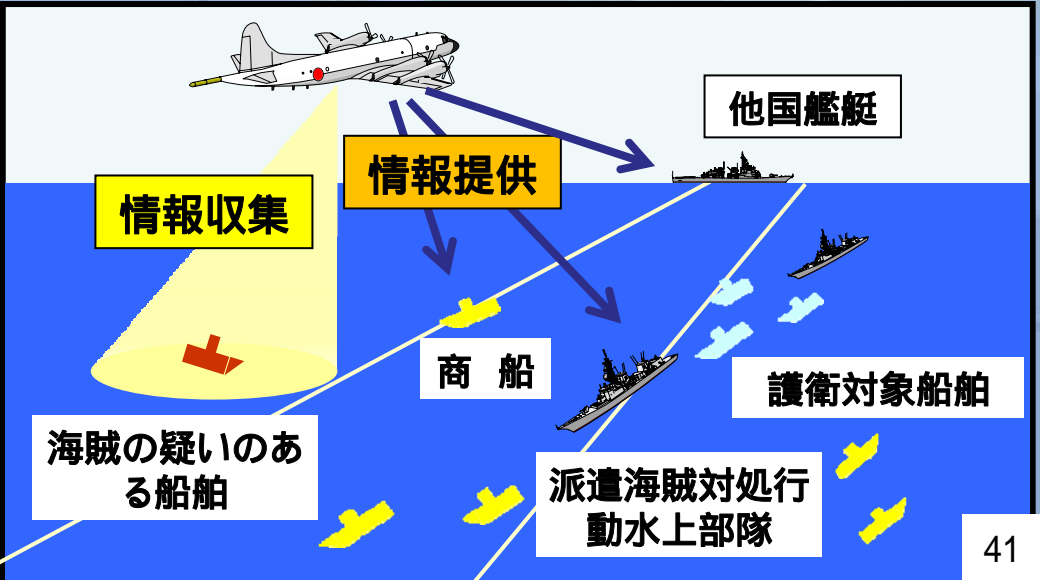 他国艦艇
情報提供
情報収集
商 船
護衛対象船舶
海賊の疑いのあ
る船舶
派遣海賊対処行
動水上部隊
41